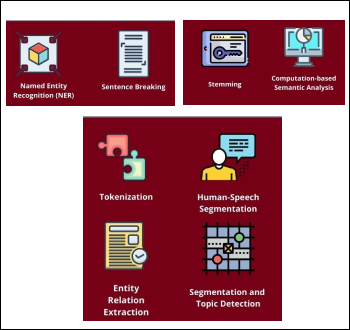 Named Entity
Recognition (NER)
Sentence Breaking
Stemming
Computation-based
Semantic Analysis
Tokenization
Human-Speech
Segmentation
Entity
Relation
Extraction
Segmentation and
Topic Detection